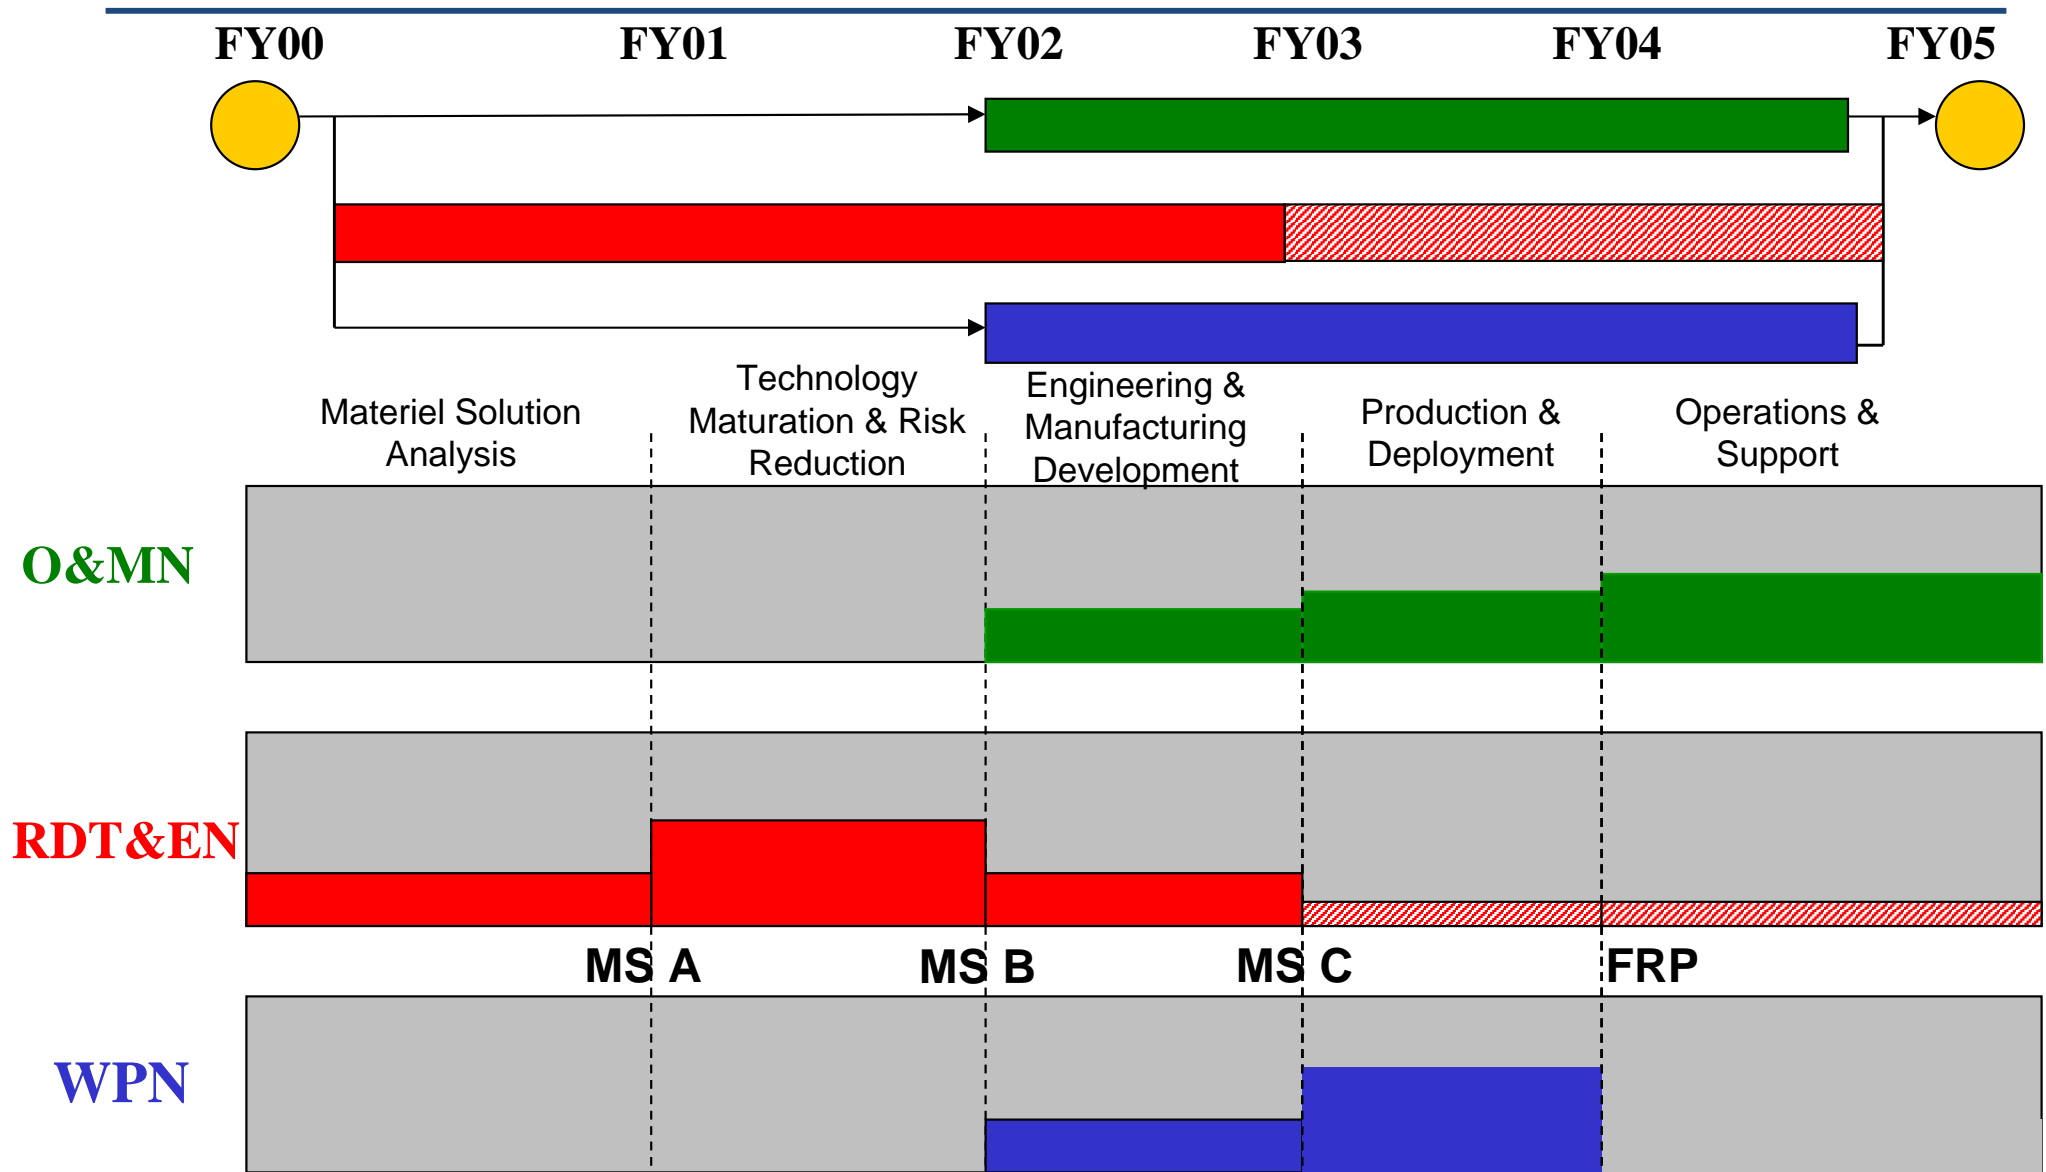 FY00 FY01 FY02 FY03 FY04 FY05
Materiel Solution
Analysis
Technology
Maturation & Risk
Reduction
Engineering &
Manufacturing
Development
Production &
Deployment
Operations &
Support
O&MN
RDT&EN
MS A MS B MS C FRP
WPN